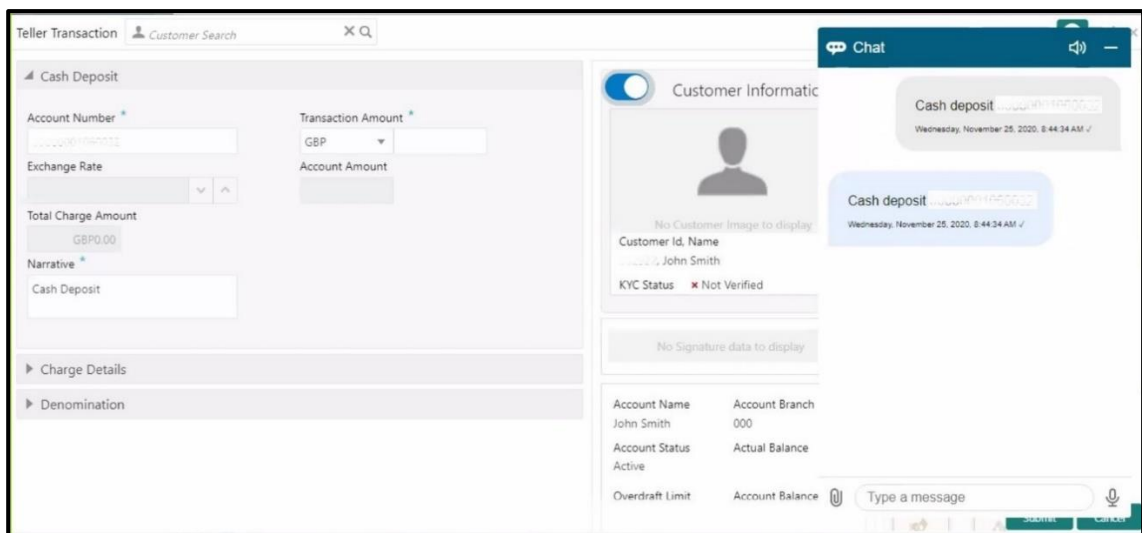 Teller Transaction Customer Search
Cash Deposit
Account Number * Transaction Amount *
GBP
Exchange Rate Account Amount
Total Charge Amount
GBP0.00
Narrative *
Cash Deposit
Charge Details
Denomination
Customer Informatic
No Customer Image to display
Customer Id, Name
, John Smith
KYC Status × Not Verified
No Signature data to display
Account Name Account Branch
John Smith 000
Account Status Actual Balance
Active
Overdraft Limit Account Balance
Chat
Cash deposit
Wednesday, November 25, 2020, 8:44:34 AM ✓
Cash deposit
Wednesday, November 25, 2020, 8:44:34 AM ✓
Type a message
Submit Cancel